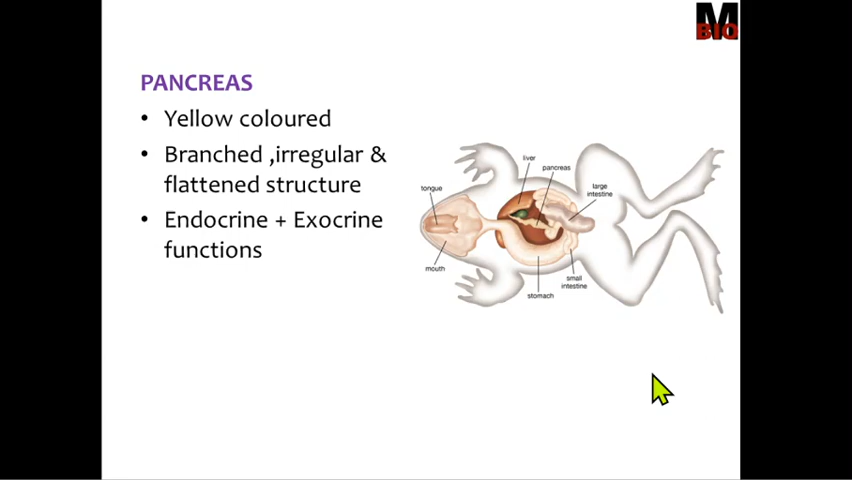 M
BIO
PANCREAS
• Yellow coloured
• Branched ,irregular &
flattened structure
• Endocrine + Exocrine
functions
liver
pancreas
large
intestine
tongue
mouth
small
intestine
stomach